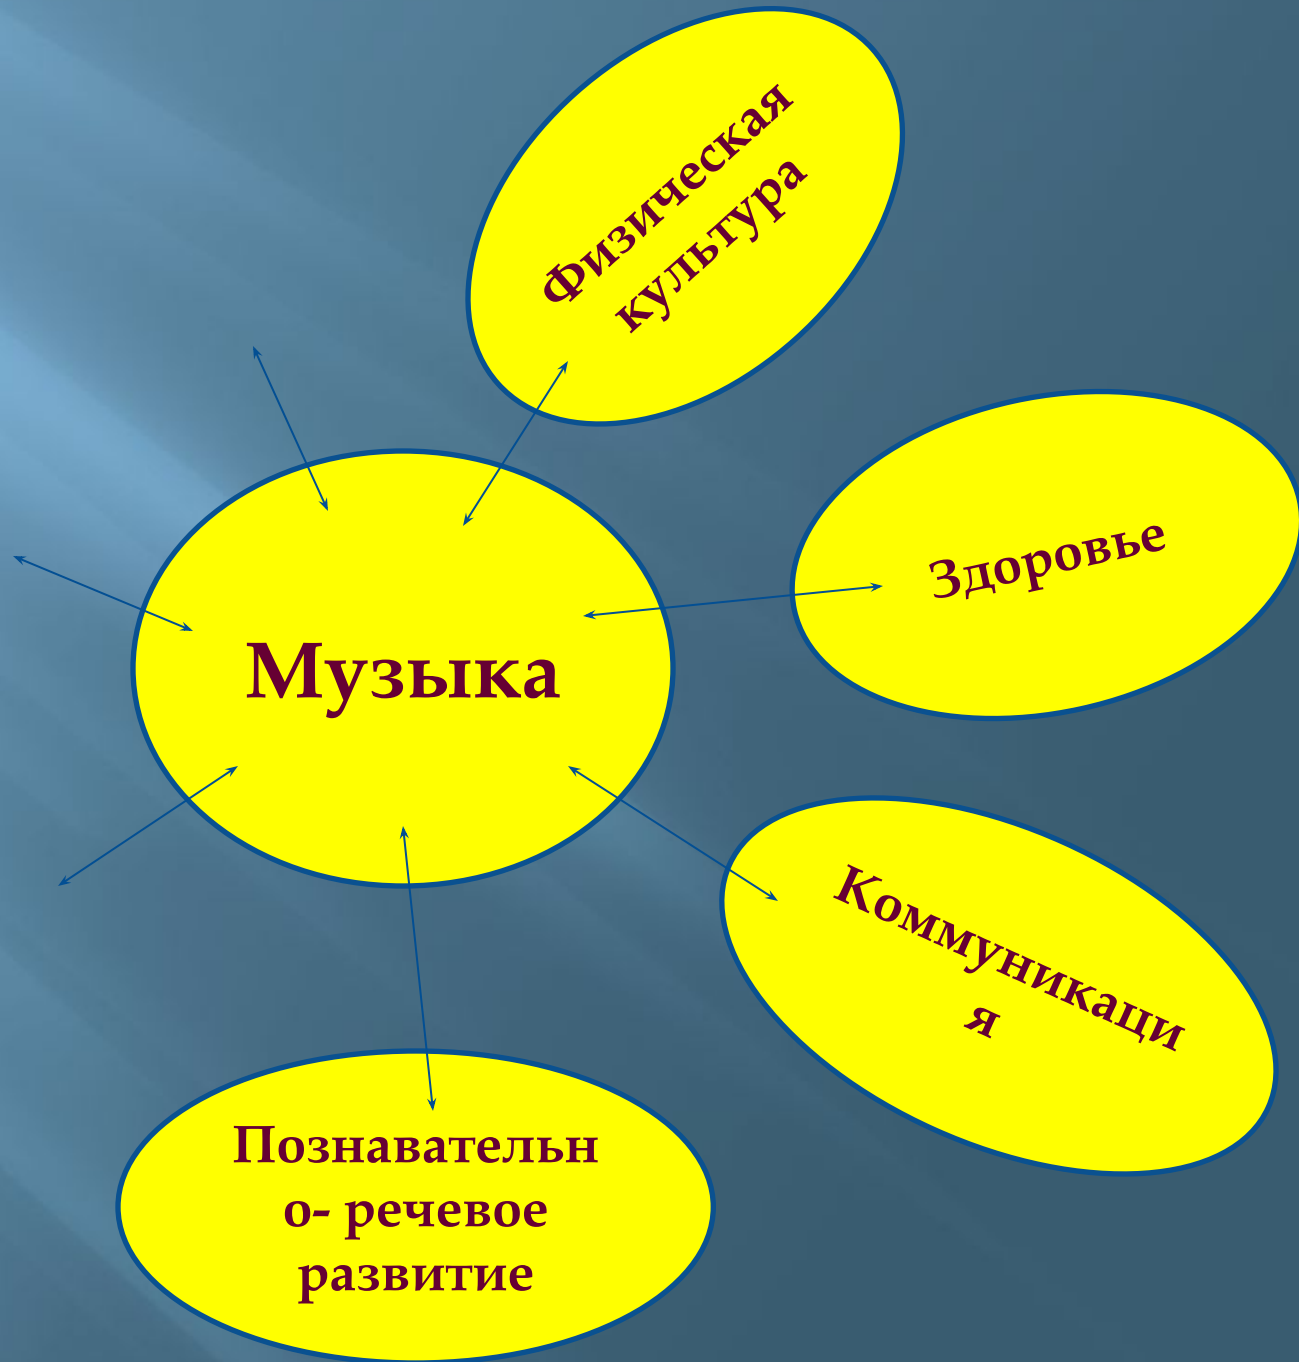 Физическая
культура
Здоровье
Музыка
Коммуникаци
я
Познавательн
о- речевое
развитие